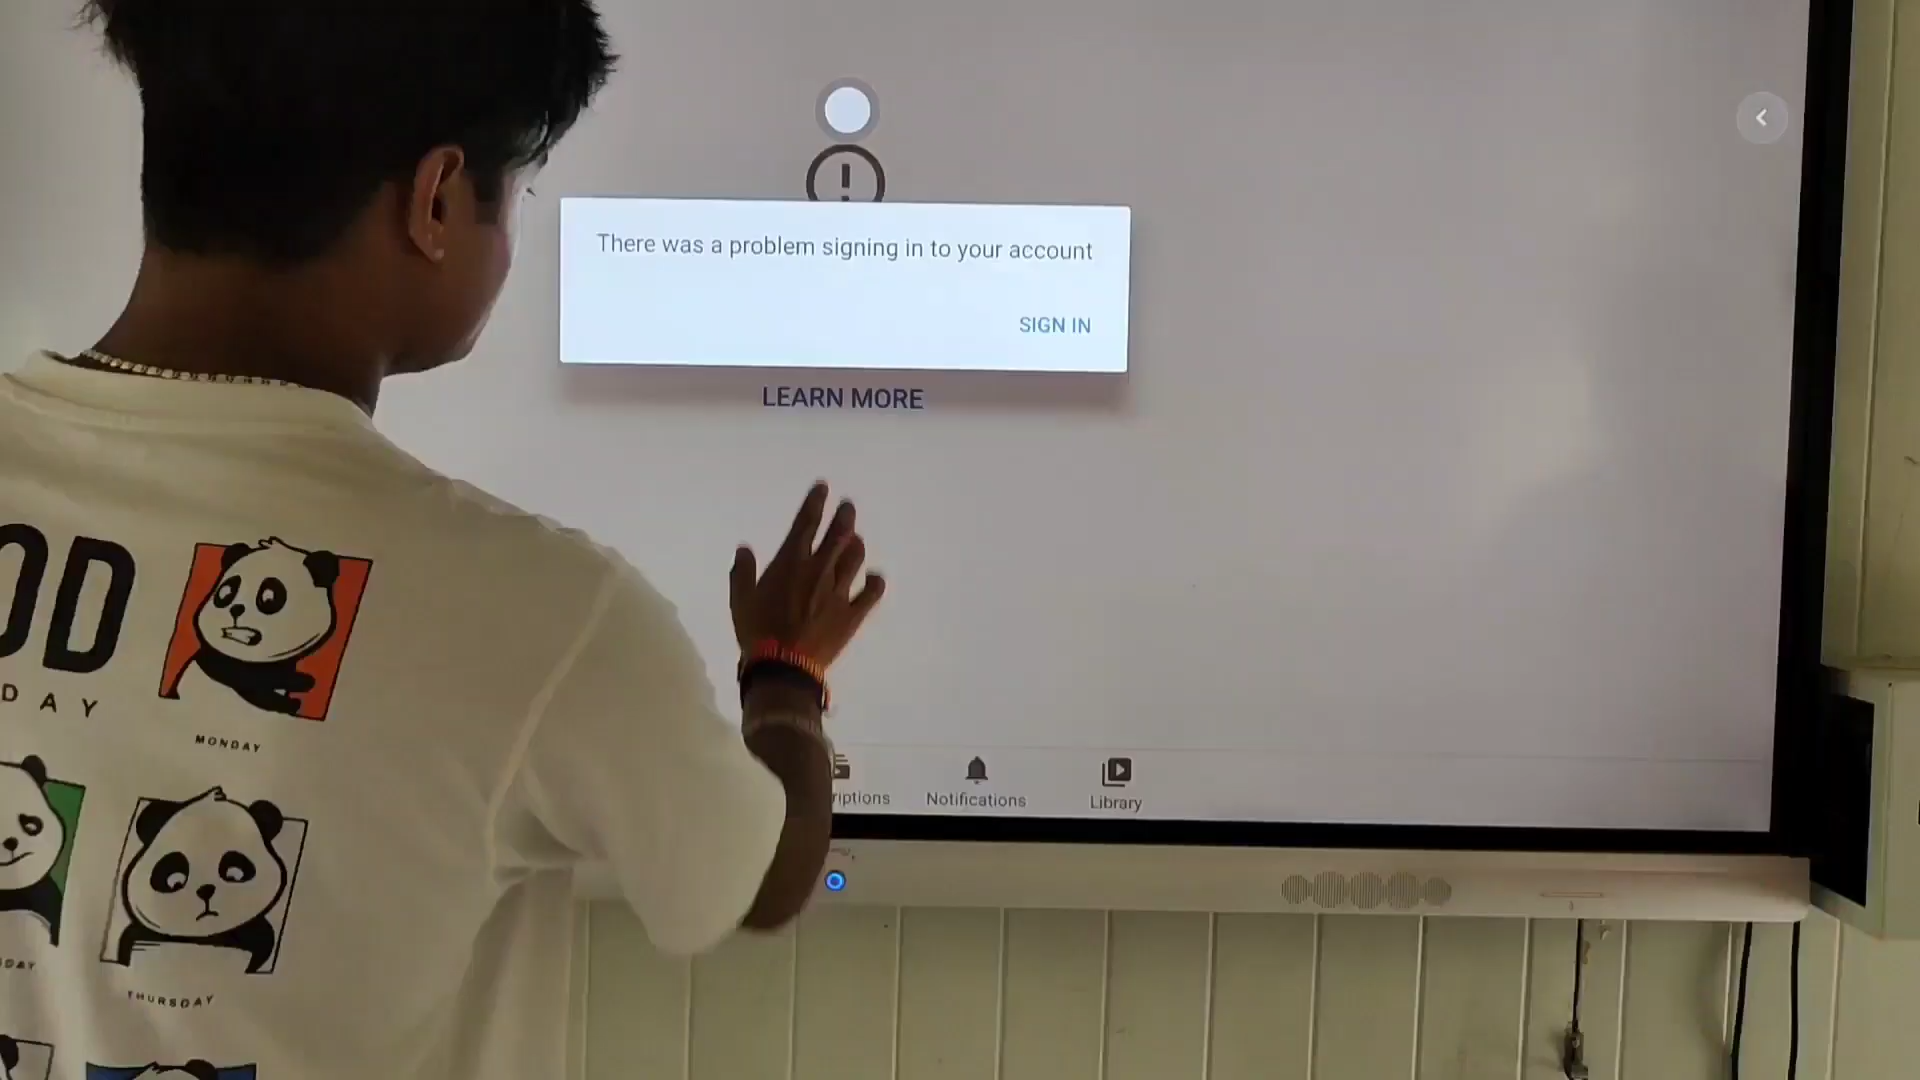 There was a problem signing in to your account
SIGN IN
LEARN MORE
MONDAY
THURSDAY
Notifications
Library